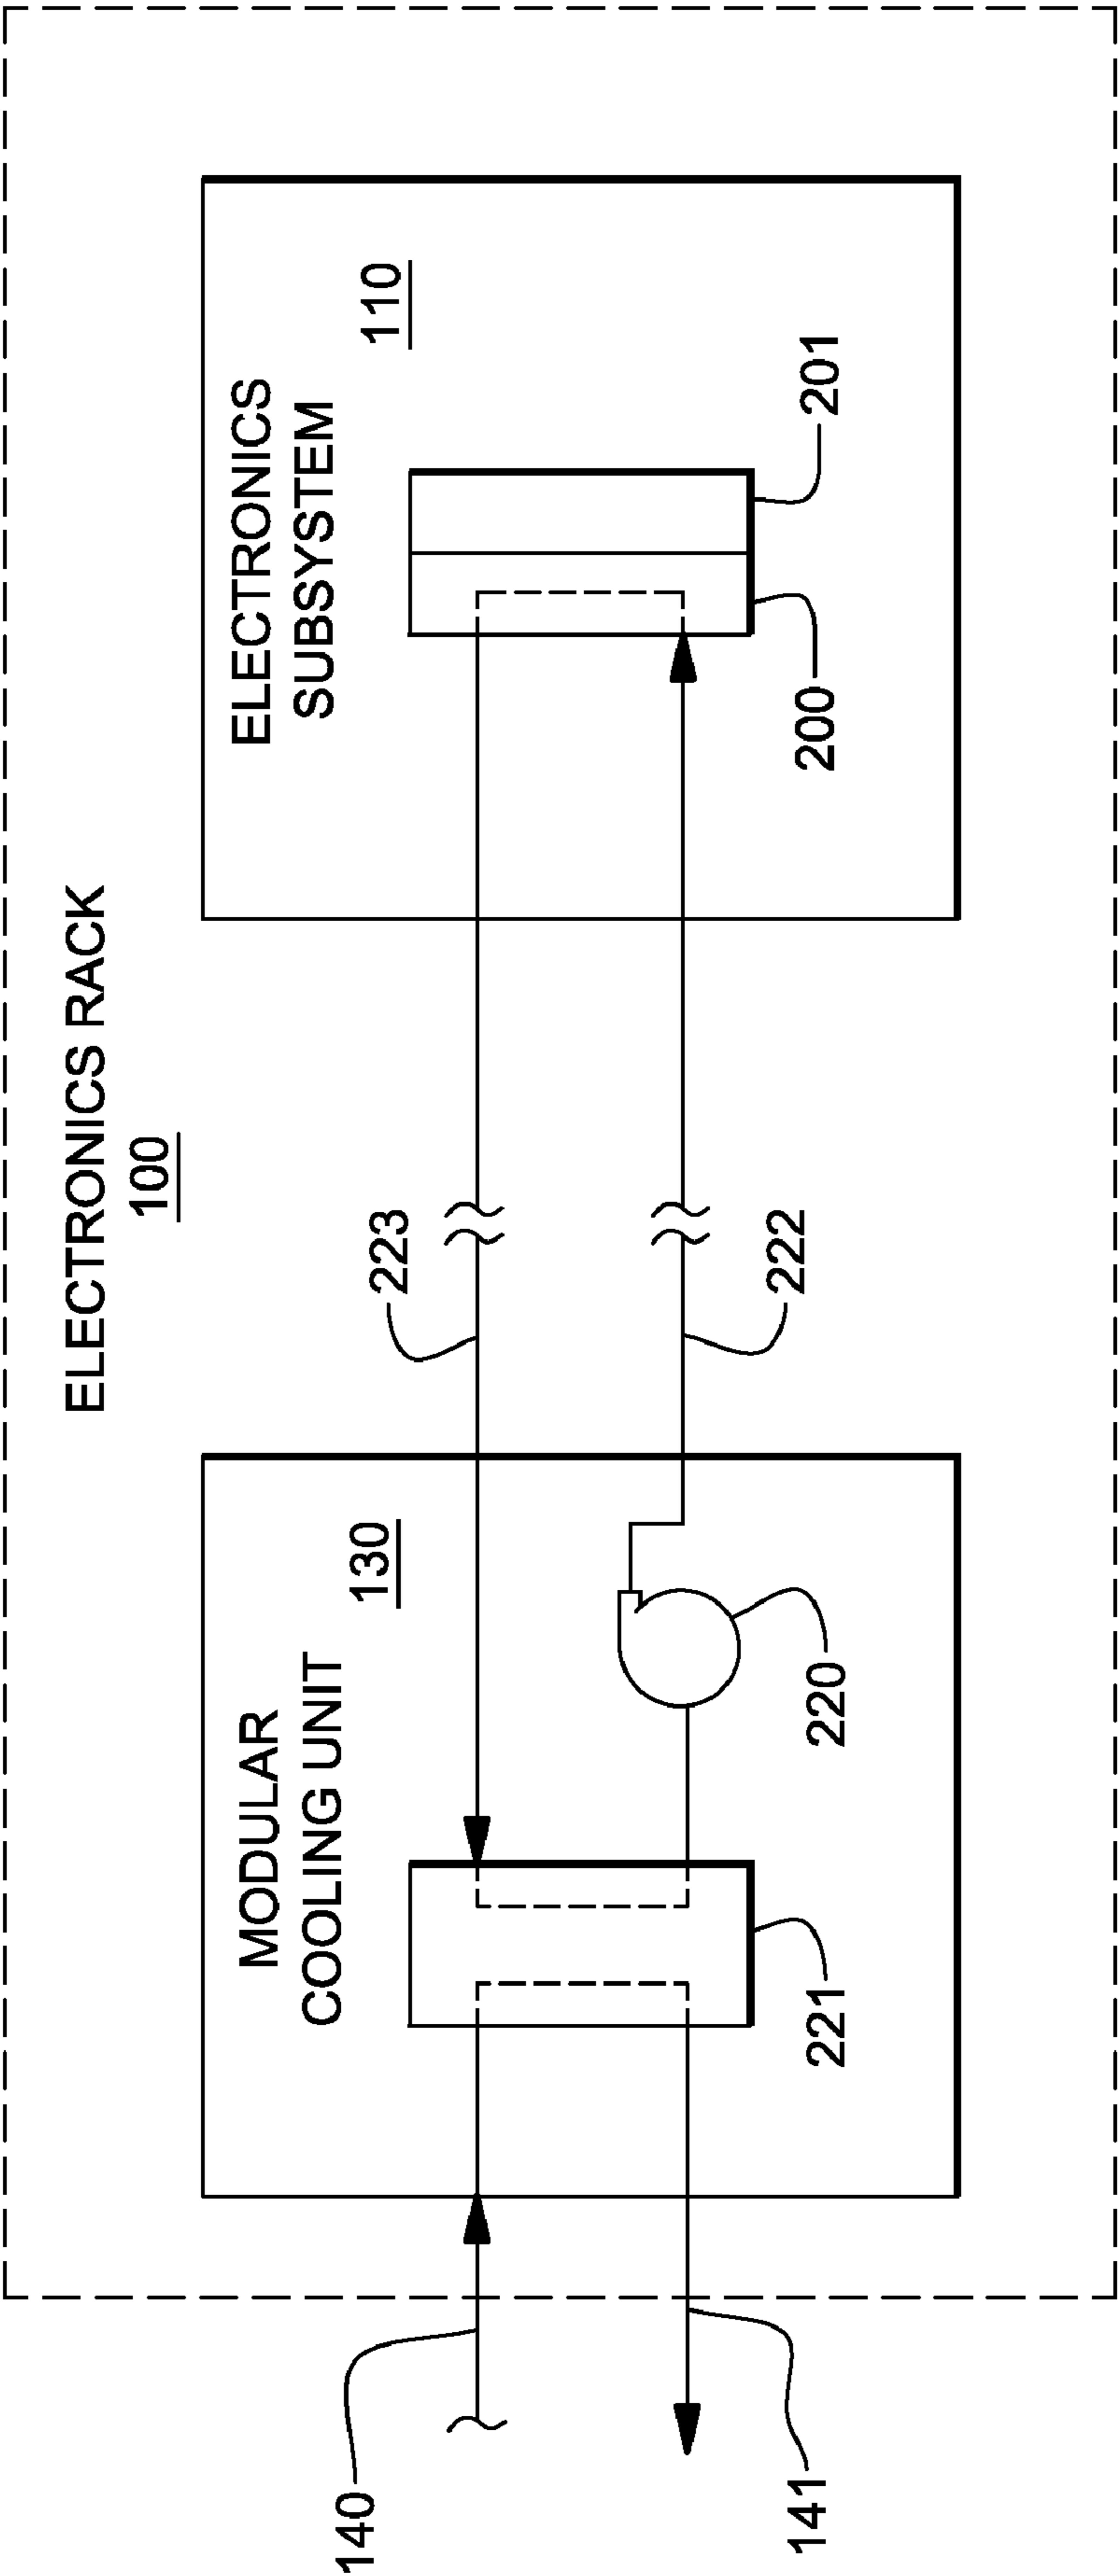 ELECTRONICS RACK
100
MODULAR
COOLING UNIT
130
ELECTRONICS
SUBSYSTEM
110
140
223
141
221
220
222
200
201